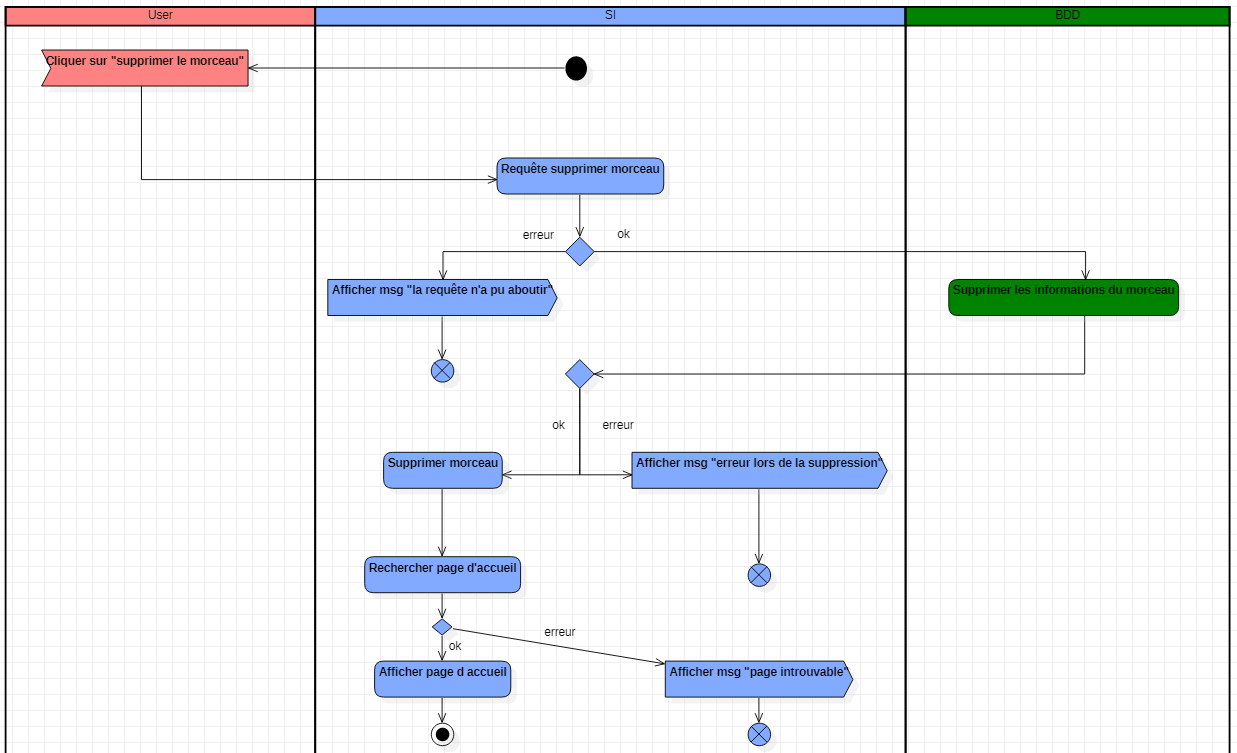 User
SI
BDD
Cliquer sur "supprimer le morceau"
Requête supprimer morceau
erreur
ok
Afficher msg "la requête n'a pu aboutir"
Supprimer les informations du morceau
ok
erreur
Supprimer morceau
Afficher msg "erreur lors de la suppression"
Rechercher page d'accueil
erreur
ok
Afficher page d accueil
Afficher msg "page introuvable"